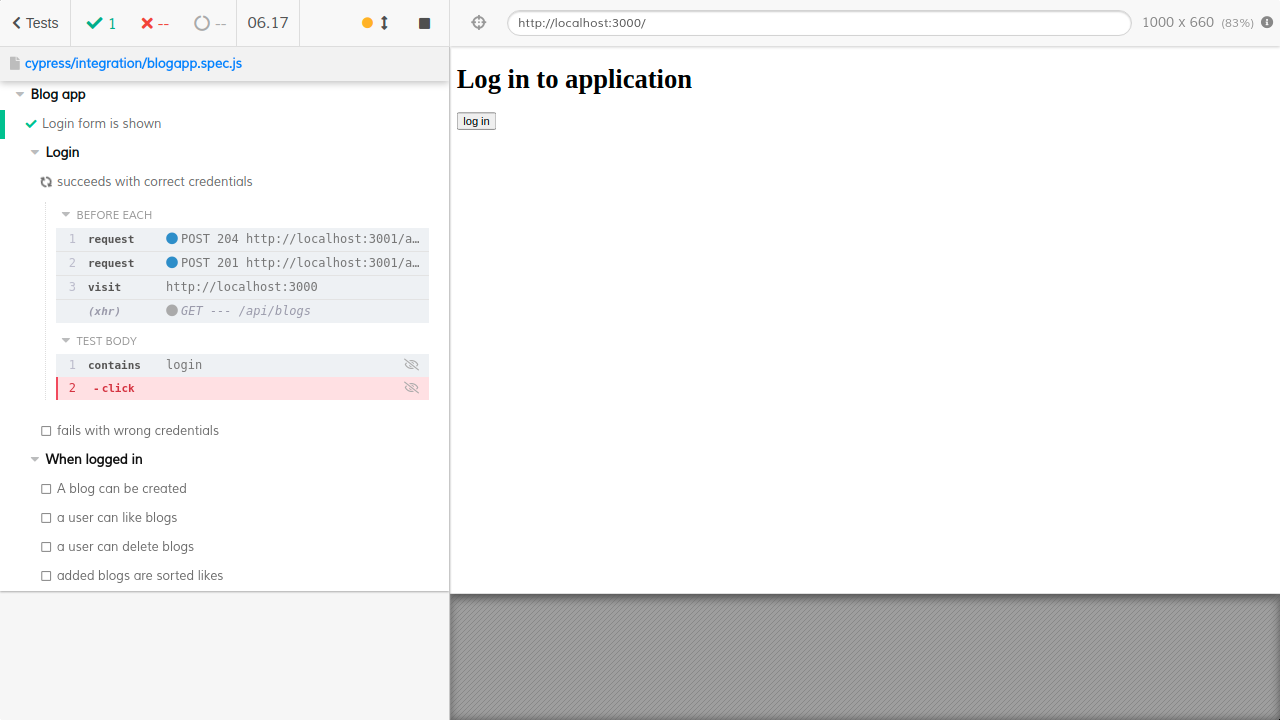 Tests
1
--
--
06.17
http://localhost:3000/
1000 x 660 (83%)
cypress/integration/blogapp.spec.js
Blog app
Login form is shown
Login
succeeds with correct credentials
BEFORE EACH
1 request POST 204 http://localhost:3001/a…
2 request POST 201 http://localhost:3001/a…
3 visit http://localhost:3000
(xhr) GET --- /api/blogs
TEST BODY
1 contains login
2 - click
fails with wrong credentials
When logged in
A blog can be created
a user can like blogs
a user can delete blogs
added blogs are sorted likes
Log in to application
log in